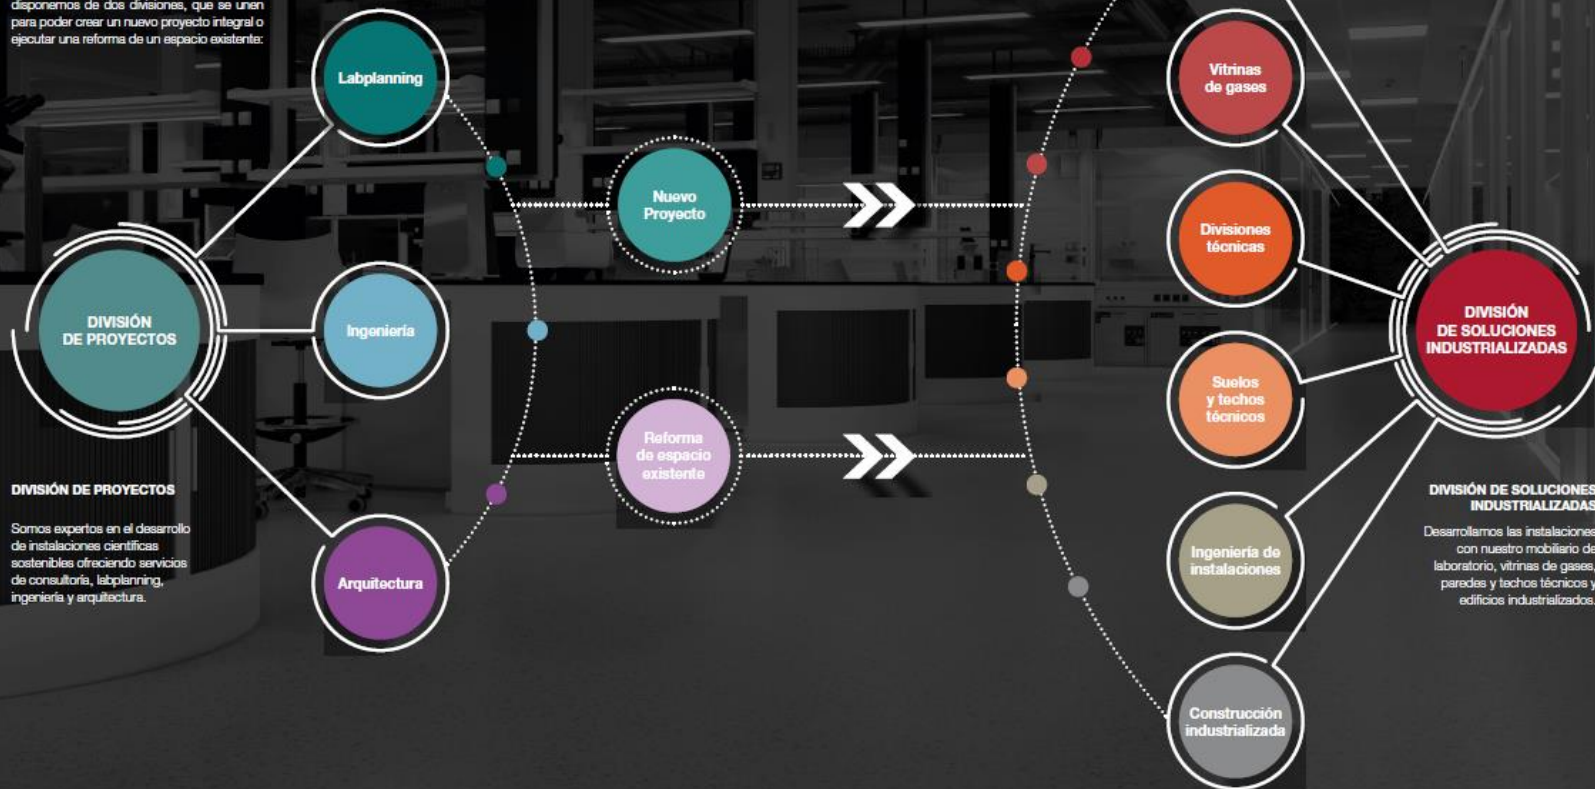 disponemos de dos divisiones, que se unen
para poder crear un nuevo proyecto integral o
ejecutar una reforma de un espacio existente:
Labplanning
Ingeniería
Arquitectura
DIVISIÓN
DE PROYECTOS
DIVISIÓN DE PROYECTOS
Somos expertos en el desarrollo
de instalaciones científicas
sostenibles ofreciendo servicios
de consultoría, labplanning,
ingeniería y arquitectura.
Nuevo
Proyecto
Reforma
de espacio
existente
Vitrinas
de gases
Divisiones
técnicas
Suelos
y techos
técnicos
Ingeniería de
instalaciones
Construcción
industrializada
DIVISIÓN
DE SOLUCIONES
INDUSTRIALIZADAS
DIVISIÓN DE SOLUCIONES
INDUSTRIALIZADAS
Desarrollamos las instalaciones
con nuestro mobiliario de
laboratorio, vitrinas de gases,
paredes y techos técnicos y
edificios industrializados.